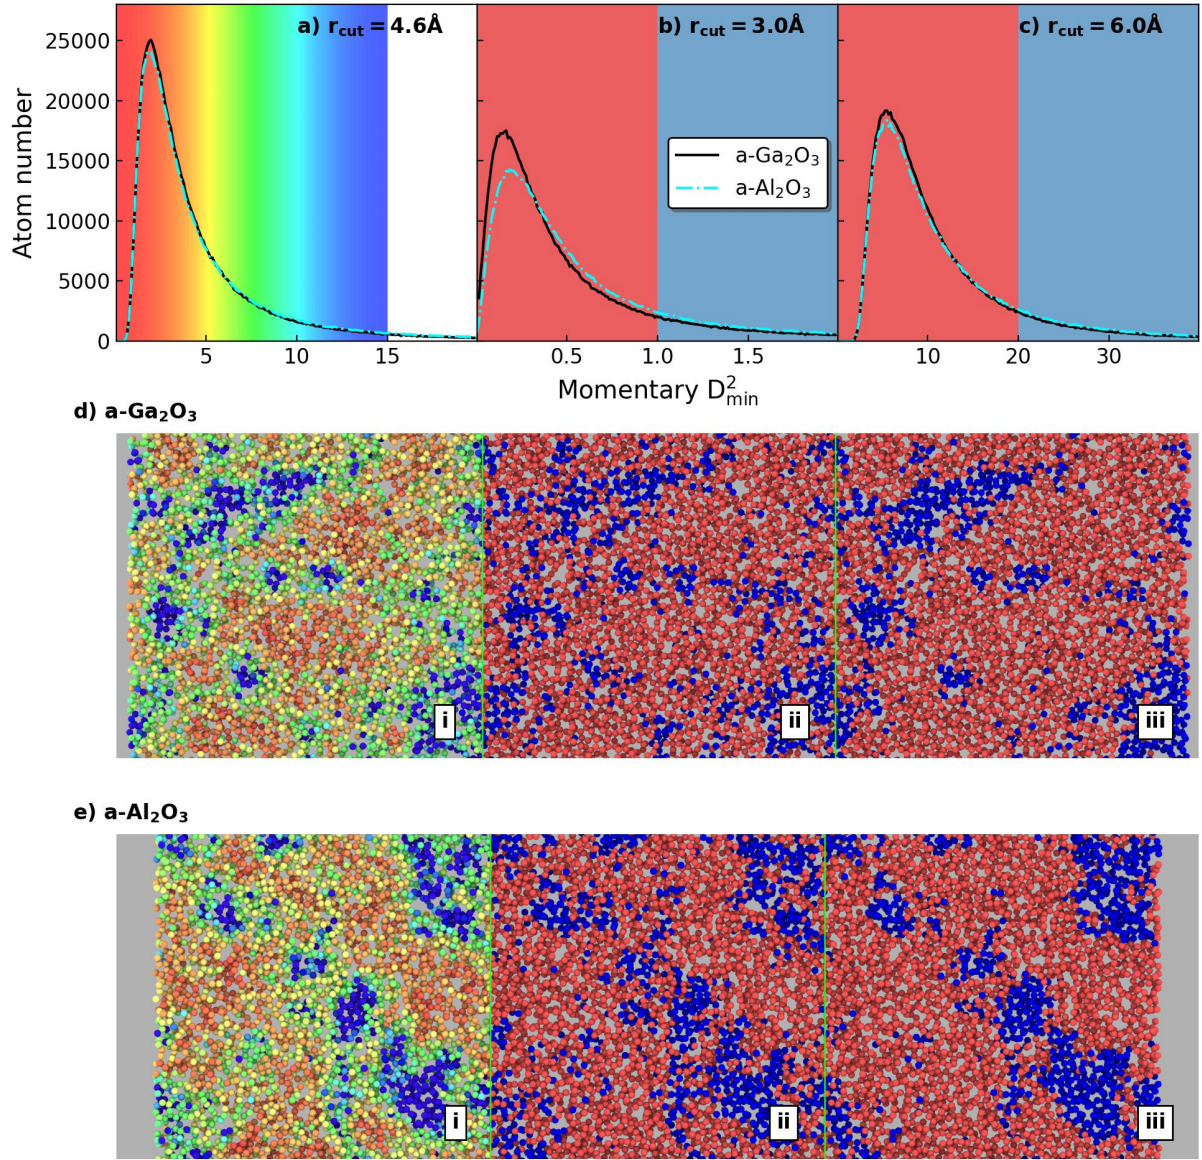 a) r_cut = 4.6Å
b) r_cut = 3.0Å
c) r_cut = 6.0Å
25000
20000
15000
10000
5000
0
Atom number
a-Ga₂O₃
a-Al₂O₃
5 10 15 0.5 1.0 1.5 10 20 30
Momentary D²_min
d) a-Ga₂O₃
i ii iii
e) a-Al₂O₃
i ii iii